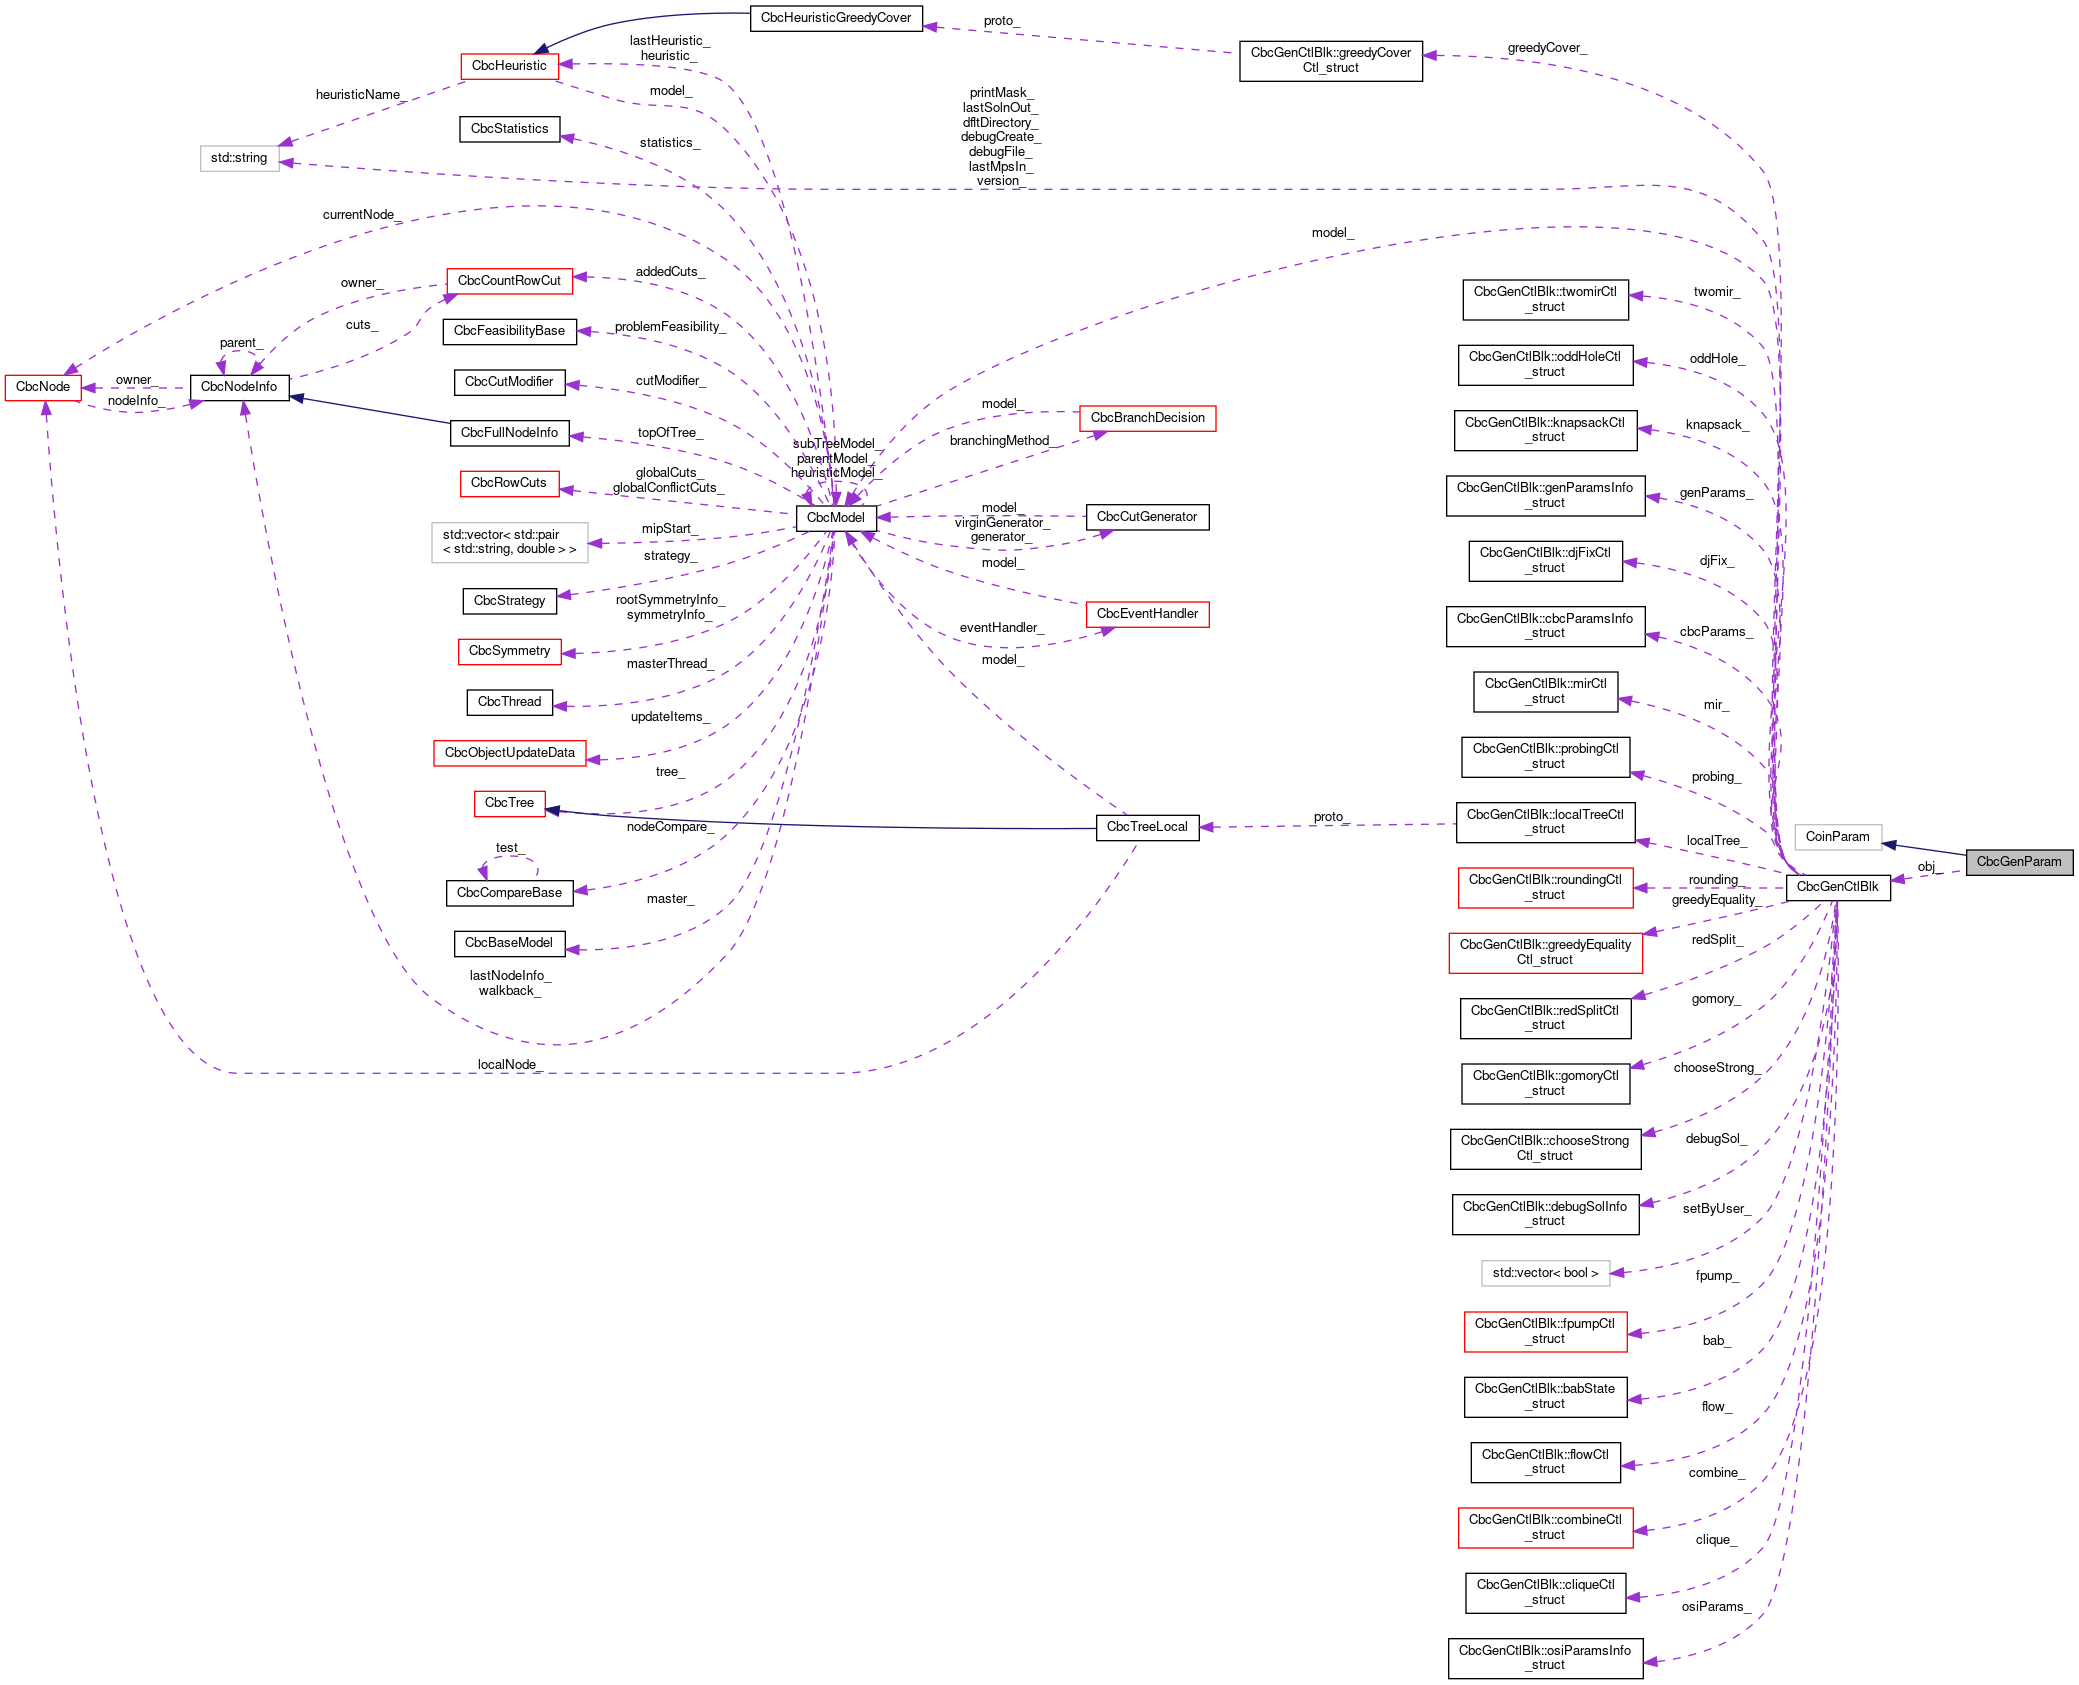 CbcHeuristicGreedyCover
proto_
lastHeuristic_
heuristic_
greedyCover_
CbcGenCtlBlk::greedyCover
Ctl_struct
CbcHeuristic
heuristicName_
model_
printMask_
lastSolnOut_
dfltDirectory_
debugCreate_
debugFile_
lastMpsIn_
version_
CbcStatistics
statistics_
std::string
currentNode_
model_
CbcCountRowCut
owner_
addedCuts_
CbcGenCtlBlk::twomirCtl
_struct
twomir_
cuts_
CbcFeasibilityBase
problemFeasibility_
parent_
CbcGenCtlBlk::oddHoleCtl
_struct
oddHole_
CbcNode
owner_
nodeInfo_
CbcNodeInfo
CbcCutModifier
cutModifier_
model_
CbcBranchDecision
branchingMethod_
CbcGenCtlBlk::knapsackCtl
_struct
knapsack_
CbcFullNodeInfo
topOfTree_
subTreeModel_
parentModel_
heuristicModel_
CbcRowCuts
globalCuts_
globalConflictCuts_
CbcGenCtlBlk::genParamsInfo
_struct
genParams_
CbcModel
model_
virginGenerator_
generator_
CbcCutGenerator
std::vector< std::pair
< std::string, double > >
mipStart_
strategy_
model_
CbcGenCtlBlk::djFixCtl
_struct
djFix_
CbcStrategy
rootSymmetryInfo_
symmetryInfo_
CbcEventHandler
eventHandler_
CbcGenCtlBlk::cbcParamsInfo
_struct
cbcParams_
CbcSymmetry
masterThread_
model_
CbcThread
CbcGenCtlBlk::mirCtl
_struct
mir_
updateItems_
CbcObjectUpdateData
CbcGenCtlBlk::probingCtl
_struct
probing_
tree_
CbcTree
nodeCompare_
CbcTreeLocal
proto_
CbcGenCtlBlk::localTreeCtl
_struct
localTree_
CoinParam
CbcGenParam
obj_
test_
CbcCompareBase
master_
CbcGenCtlBlk::roundingCtl
_struct
rounding_
greedyEquality_
CbcGenCtlBlk
CbcBaseModel
CbcGenCtlBlk::greedyEquality
Ctl_struct
redSplit_
lastNodeInfo_
walkback_
CbcGenCtlBlk::redSplitCtl
_struct
gomory_
localNode_
CbcGenCtlBlk::gomoryCtl
_struct
chooseStrong_
CbcGenCtlBlk::chooseStrong
Ctl_struct
debugSol_
CbcGenCtlBlk::debugSolInfo
_struct
setByUser_
std::vector< bool >
fpump_
CbcGenCtlBlk::fpumpCtl
_struct
bab_
CbcGenCtlBlk::babState
_struct
flow_
CbcGenCtlBlk::flowCtl
_struct
combine_
CbcGenCtlBlk::combineCtl
_struct
clique_
CbcGenCtlBlk::cliqueCtl
_struct
osiParams_
CbcGenCtlBlk::osiParamsInfo
_struct